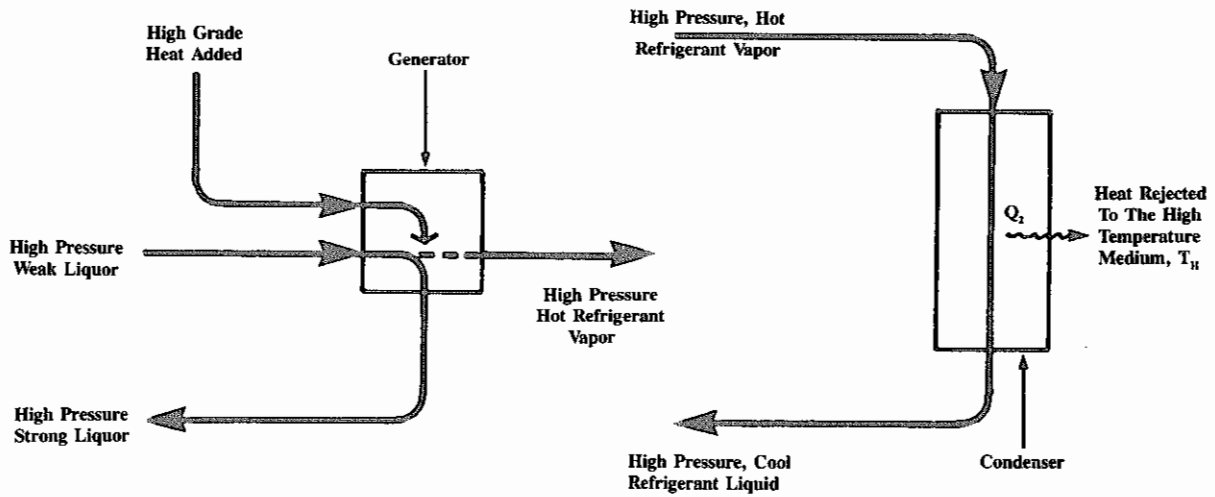 High Grade
Heat Added
Generator
High Pressure
Weak Liquor
High Pressure
Hot Refrigerant
Vapor
High Pressure
Strong Liquor
High Pressure, Hot
Refrigerant Vapor
Q₂
Heat Rejected
To The High
Temperature
Medium, T_H
High Pressure, Cool
Refrigerant Liquid
Condenser